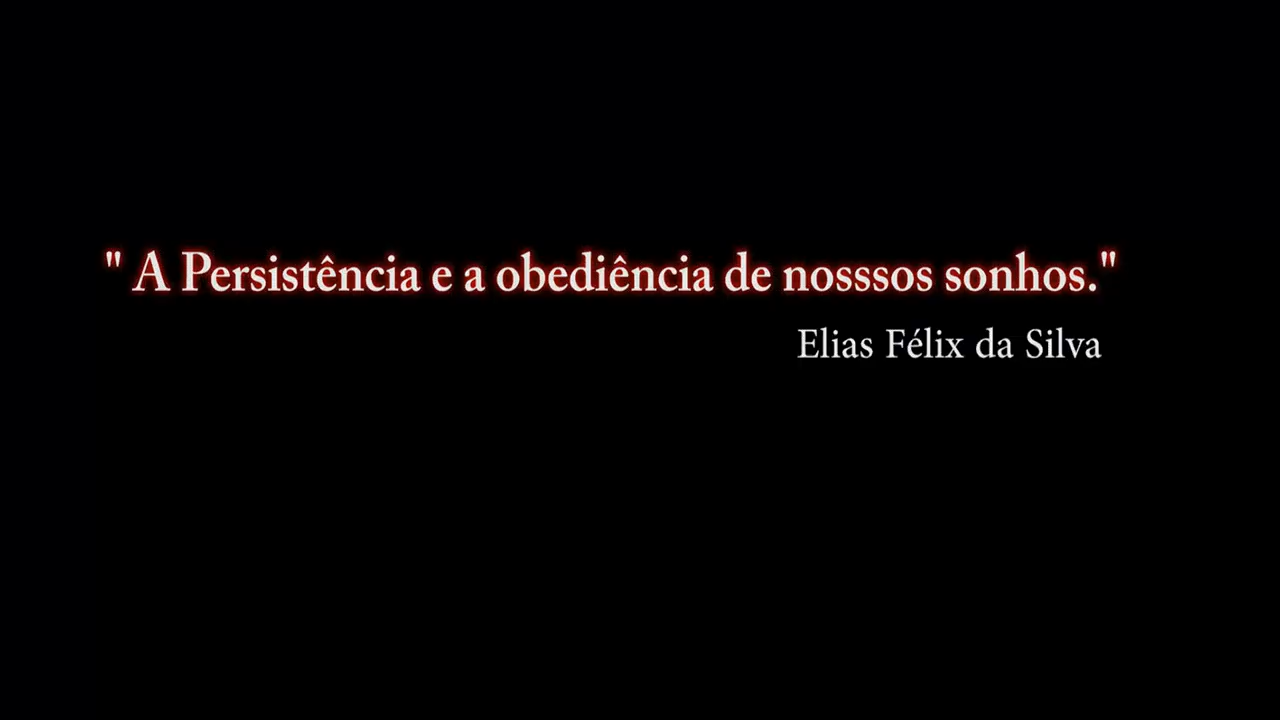 " A Persistência e a obediência de nosssos sonhos."
Elias Félix da Silva